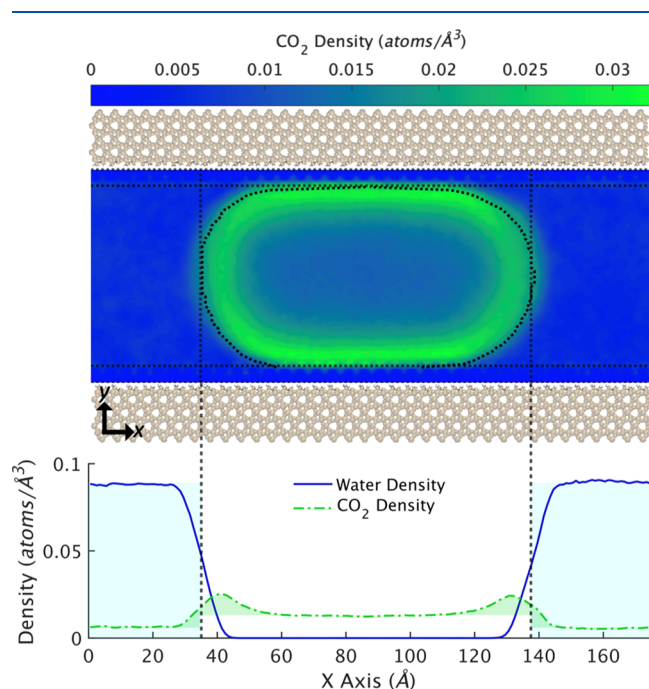 CO₂ Density (atoms/Å³)
0 0.005 0.01 0.015 0.02 0.025 0.03
y
x
0.1
0.05
0
Density (atoms/Å³)
Water Density
CO₂ Density
0 20 40 60 80 100 120 140 160
X Axis (Å)